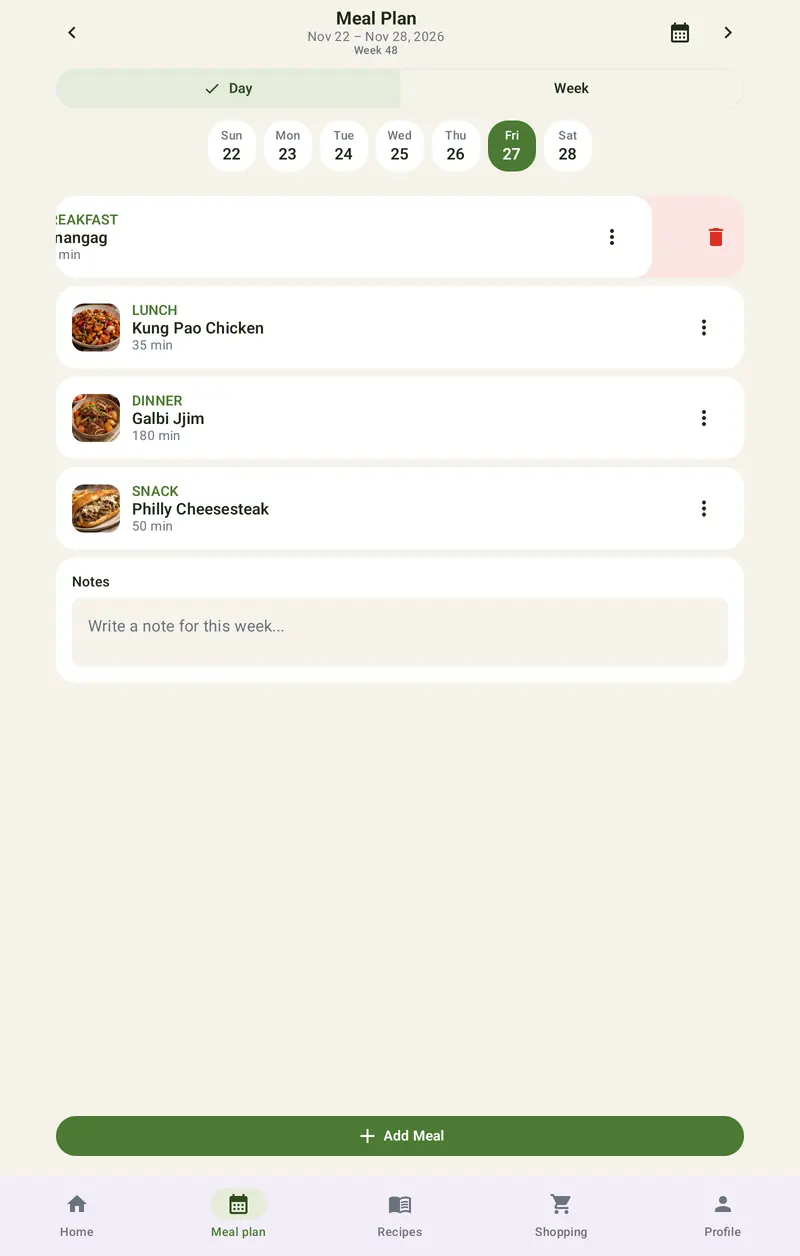 Meal Plan
Nov 22 – Nov 28, 2026
Week 48
Day
Week
Sun
22
Mon
23
Tue
24
Wed
25
Thu
26
Fri
27
Sat
28
REAKFAST
nangag
min
LUNCH
Kung Pao Chicken
35 min
DINNER
Galbi Jjim
180 min
SNACK
Philly Cheesesteak
50 min
Notes
Write a note for this week...
Add Meal
Home
Meal plan
Recipes
Shopping
Profile